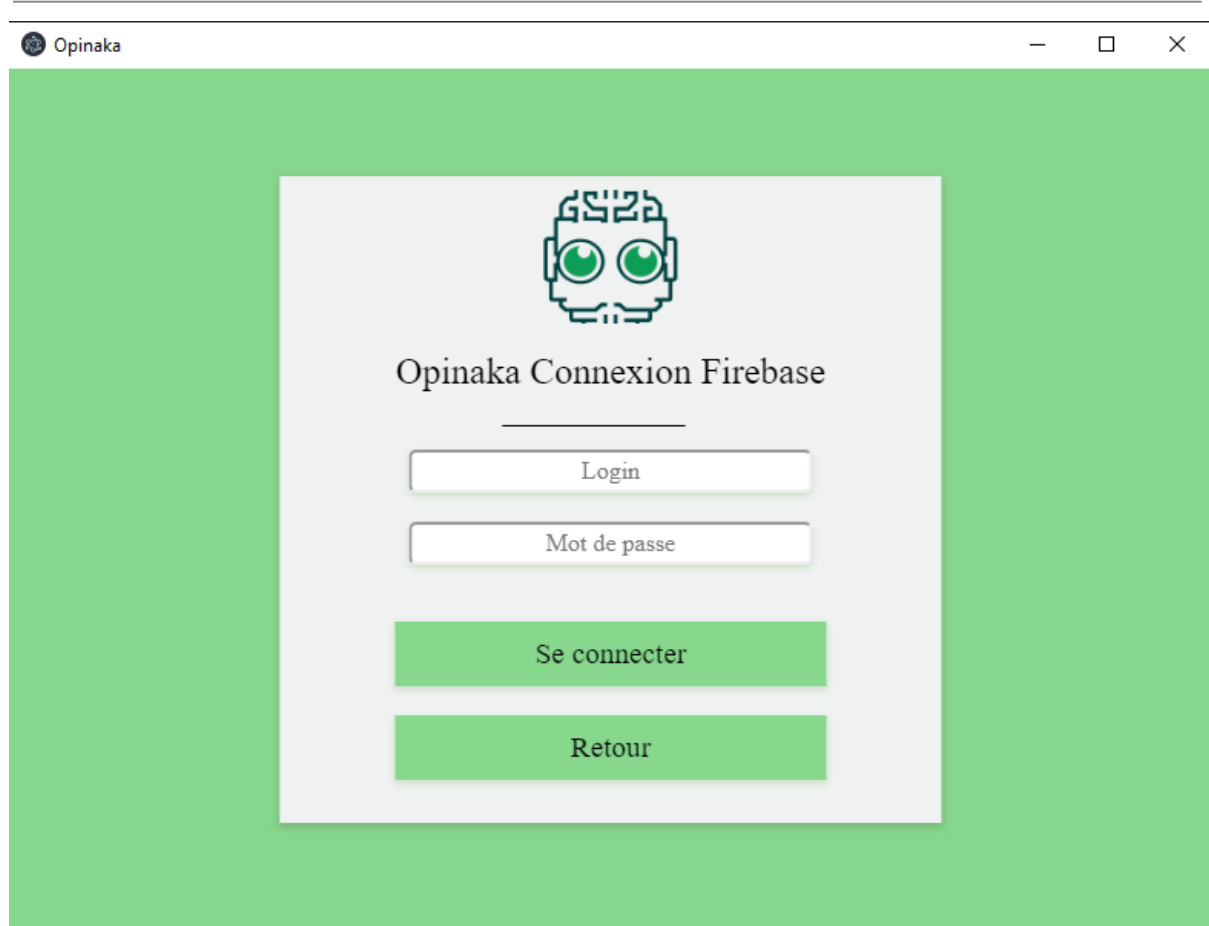 Opinaka
Opinaka Connexion Firebase
Login
Mot de passe
Se connecter
Retour